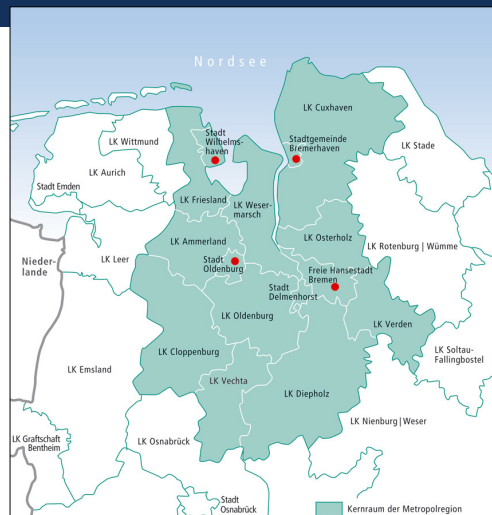 Nordsee
LK Cuxhaven
Stadt
Wilhelms-
haven
Stadtgemeinde
Bremerhaven
LK Wittmund
LK Stade
LK Aurich
Stadt Emden
LK Friesland
LK Weser-
marsch
LK Ammerland
LK Osterholz
LK Rotenburg | Wümme
Nieder-
lande
LK Leer
Stadt
Oldenburg
Freie Hansestadt
Bremen
Stadt
Delmenhorst
LK Oldenburg
LK Verden
LK Cloppenburg
LK Soltau-
Fallingbostel
LK Emsland
LK Vechta
LK Diepholz
LK Nienburg | Weser
LK Grafschaft
Bentheim
LK Osnabrück
Stadt
Osnabrück
Kernraum der Metropolregion